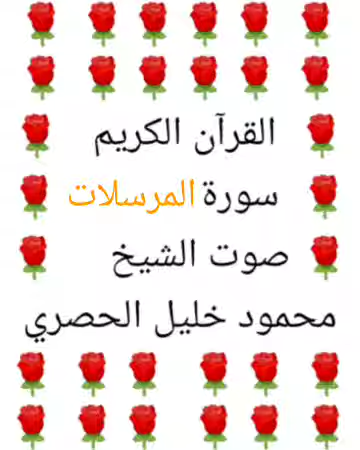 القرآن الكريم
سورة المرسلات
صوت الشيخ
محمود خليل الحصري